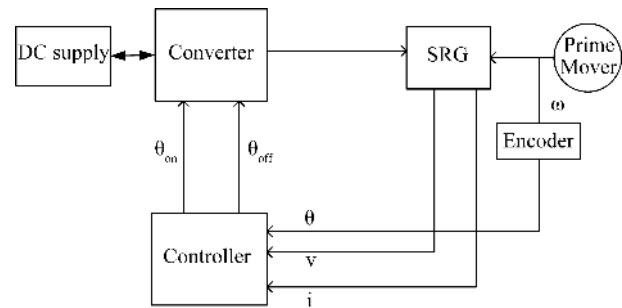 DC supply
Converter
SRG
Prime
Mover
ω
Encoder
θon
θoff
θ
Controller
v
i